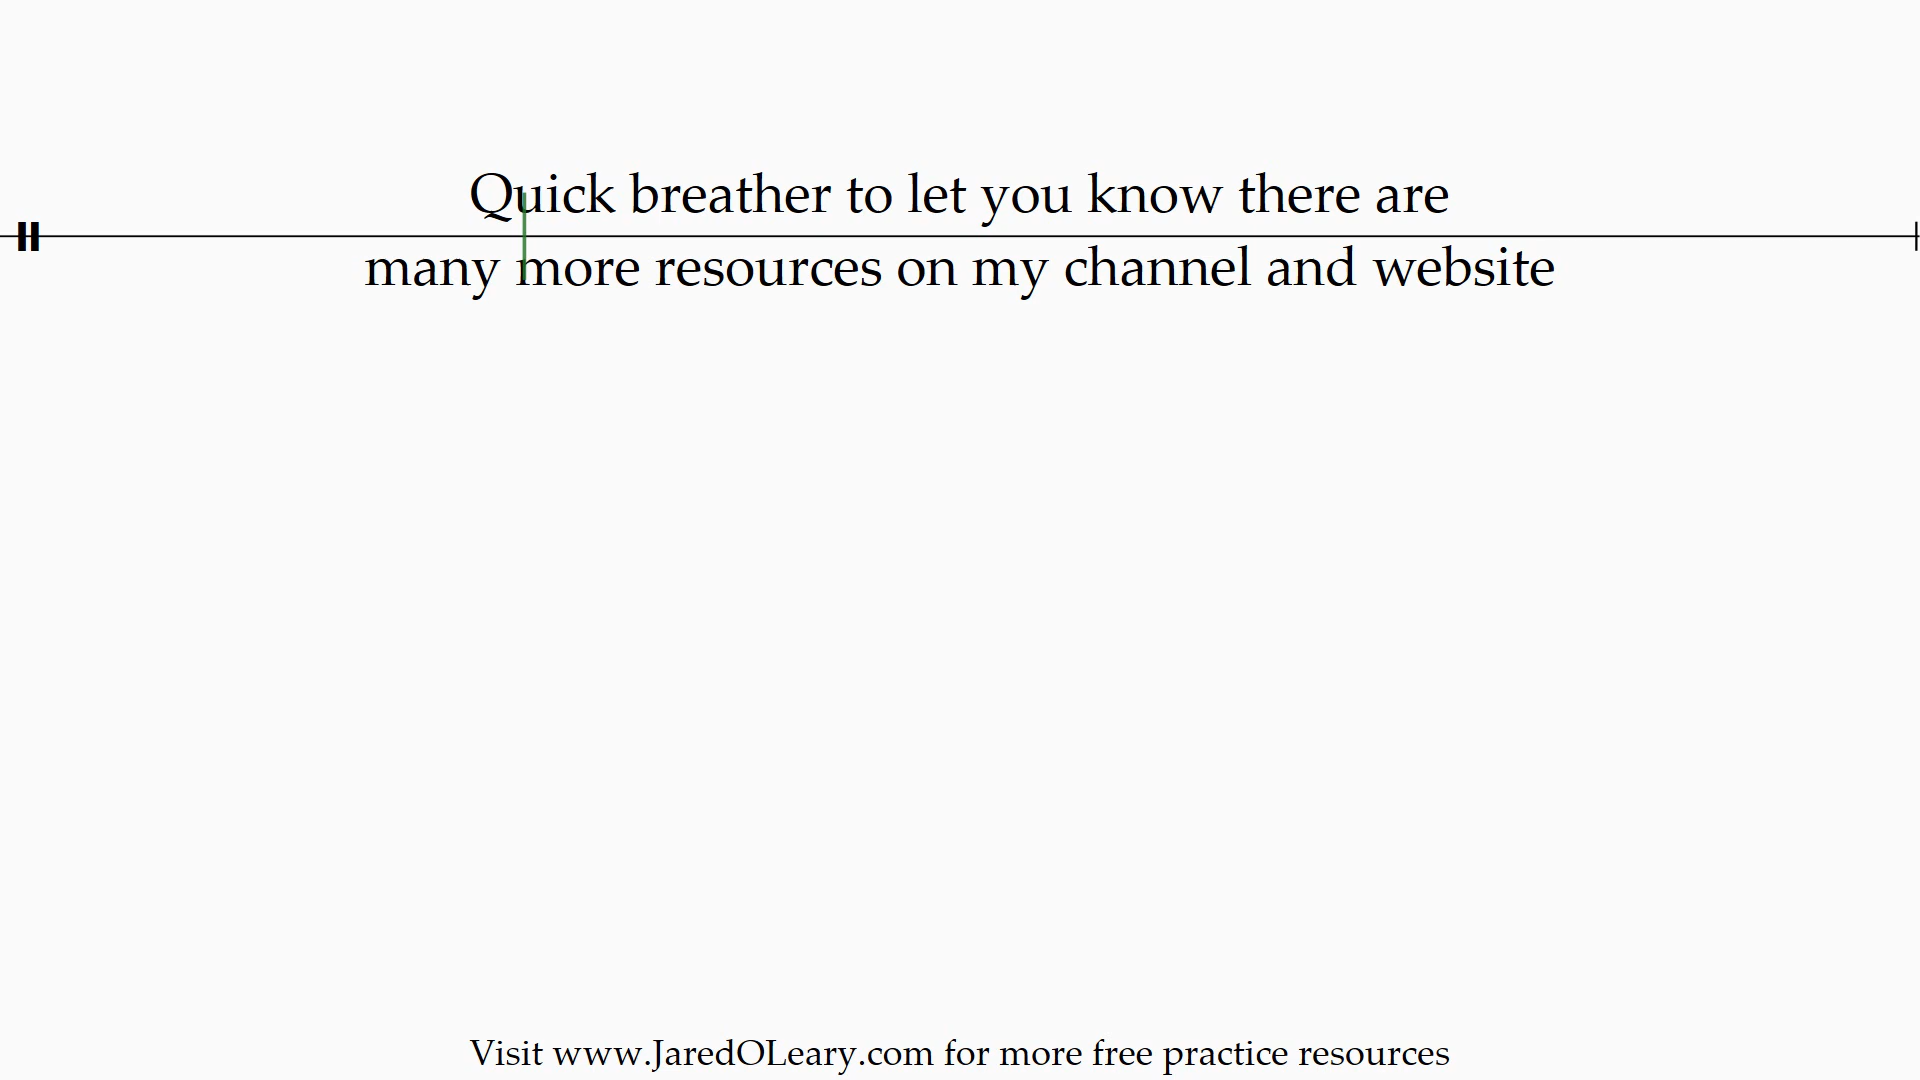 Quick breather to let you know there are
many more resources on my channel and website
Visit www.JaredOLeary.com for more free practice resources